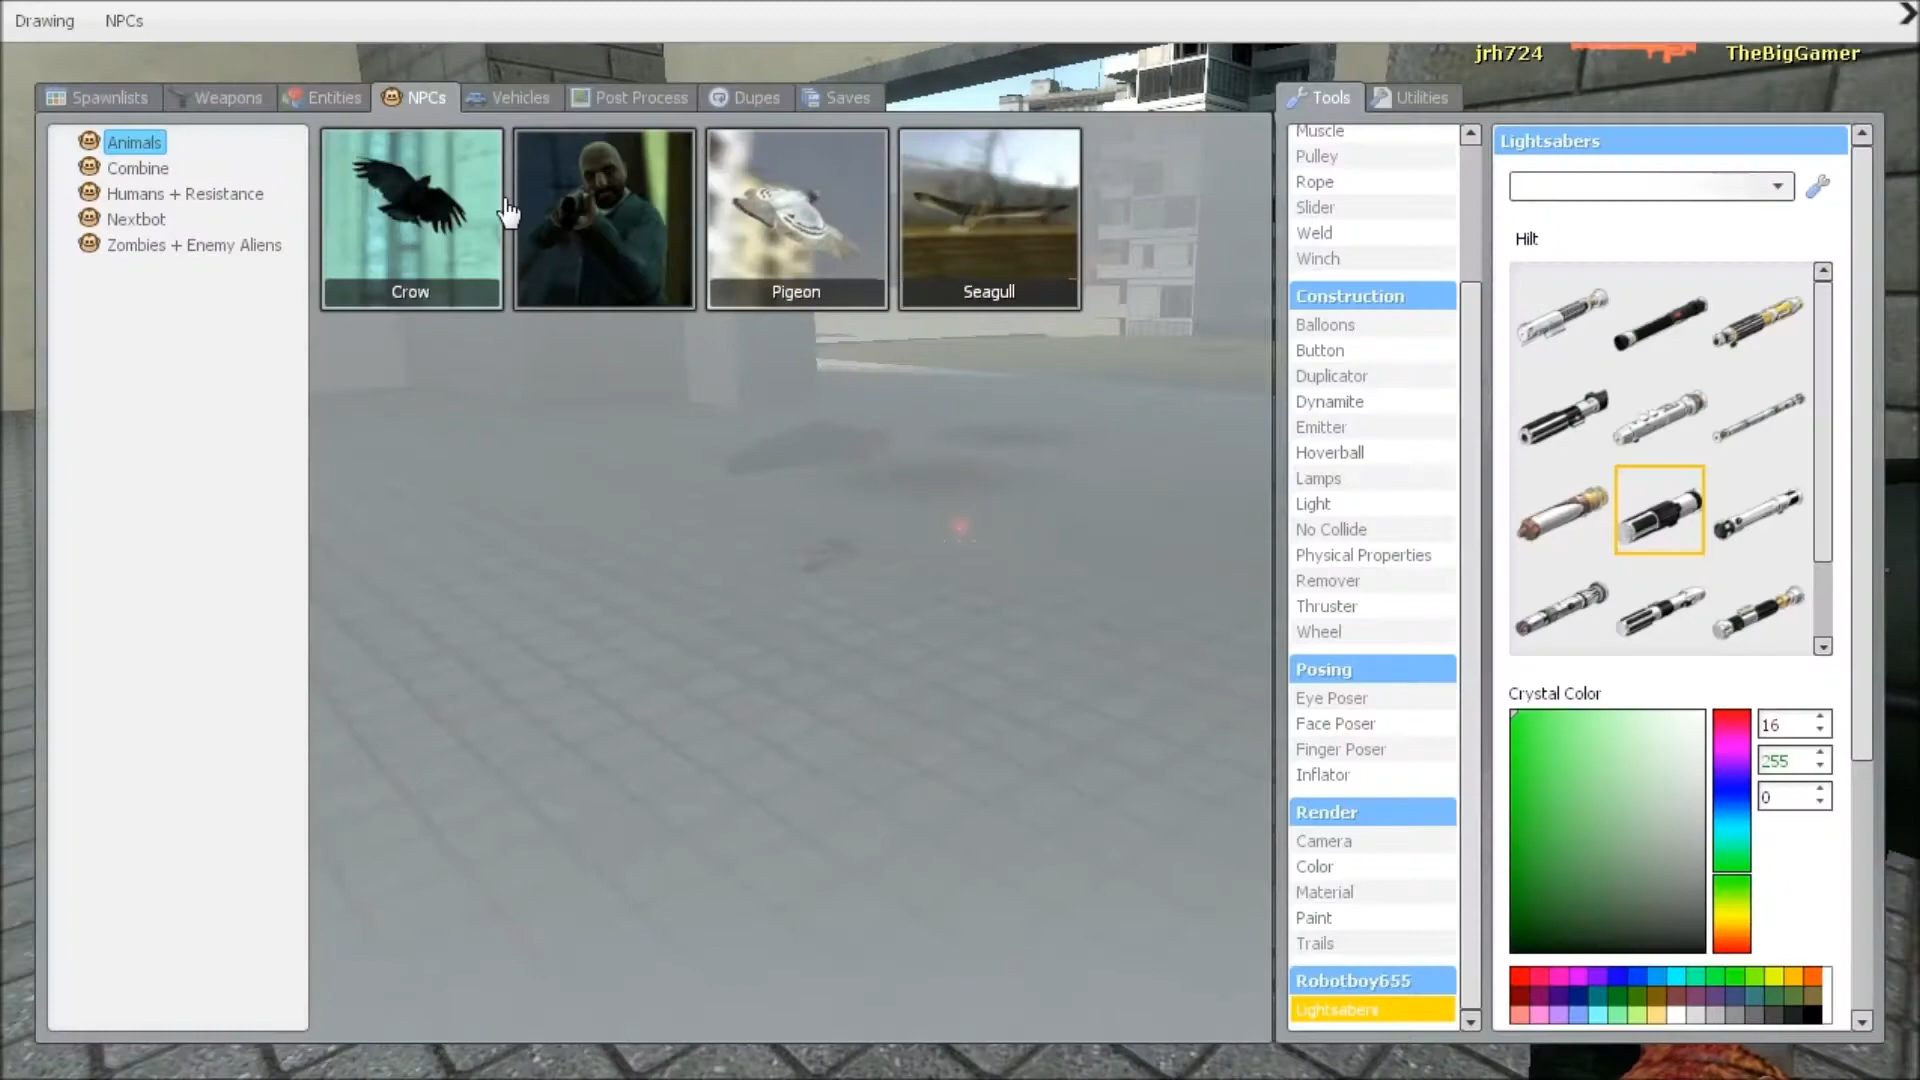 Drawing NPCs
jrh724 TheBigGamer
Spawnlists Weapons Entities NPCs Vehicles Post Process Dupes Saves
Tools Utilities
Animals
Combine
Humans + Resistance
Nextbot
Zombies + Enemy Aliens
Crow
Pigeon
Seagull
Muscle
Pulley
Rope
Slider
Weld
Winch
Construction
Balloons
Button
Duplicator
Dynamite
Emitter
Hoverball
Lamps
Light
No Collide
Physical Properties
Remover
Thruster
Wheel
Posing
Eye Poser
Face Poser
Finger Poser
Inflator
Render
Camera
Color
Material
Paint
Trails
Robotboy655
Lightsabers
Lightsabers
Hilt
Crystal Color
16
255
0